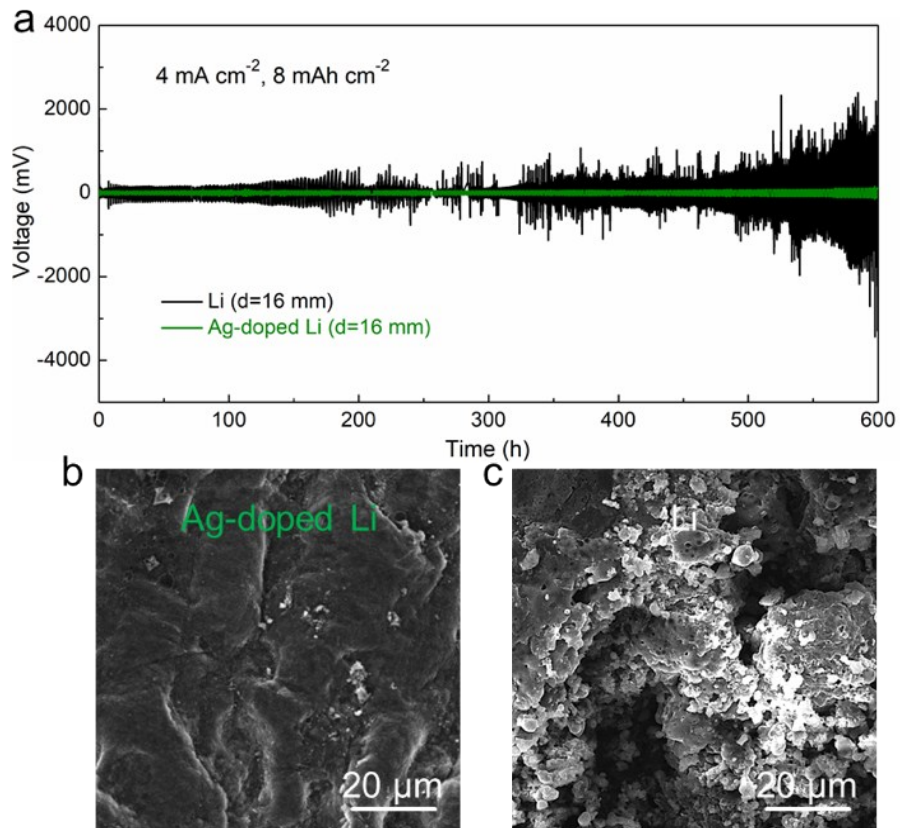 a
4000
4 mA cm⁻², 8 mAh cm⁻²
2000
0
-2000
-4000
Voltage (mV)
Li (d=16 mm)
Ag-doped Li (d=16 mm)
0 100 200 300 400 500 600
Time (h)
b
Ag-doped Li
20 μm
c
Li
20 μm